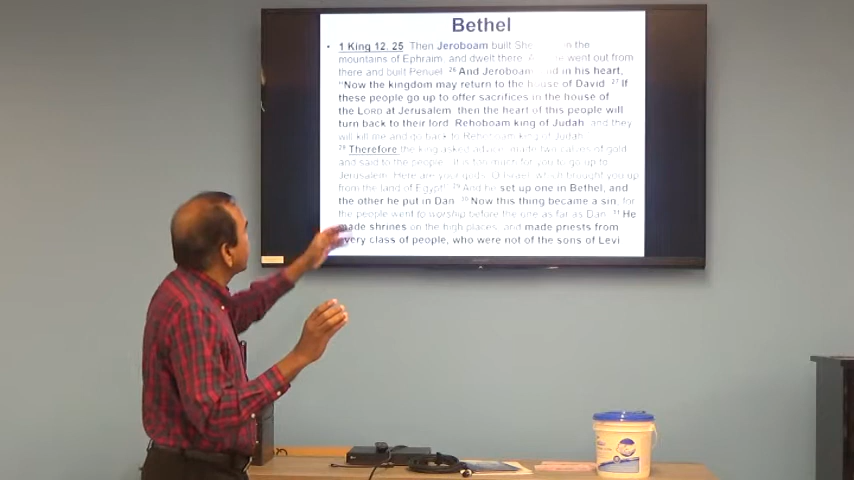 Bethel
• 1 King 12. 25 Then Jeroboam built She in the
mountains of Ephraim, and dwelt there. went out from
there and built Penuel. 26 And Jeroboam in his heart,
"Now the kingdom may return to the house of David. 27 If
these people go up to offer sacrifices in the house of
the LORD at Jerusalem, then the heart of this people will
turn back to their lord, Rehoboam king of Judah, and they
will kill me and go back to Rehoboam king of Judah."
28 Therefore the king asked advice, made two calves of gold,
and said to the people, "It is too much for you to go up to
Jerusalem. Here are your gods, O Israel, which brought you up
from the land of Egypt!" 29 And he set up one in Bethel, and
the other he put in Dan. 30 Now this thing became a sin, for
the people went to worship before the one as far as Dan. 31 He
made shrines on the high places, and made priests from
every class of people, who were not of the sons of Levi